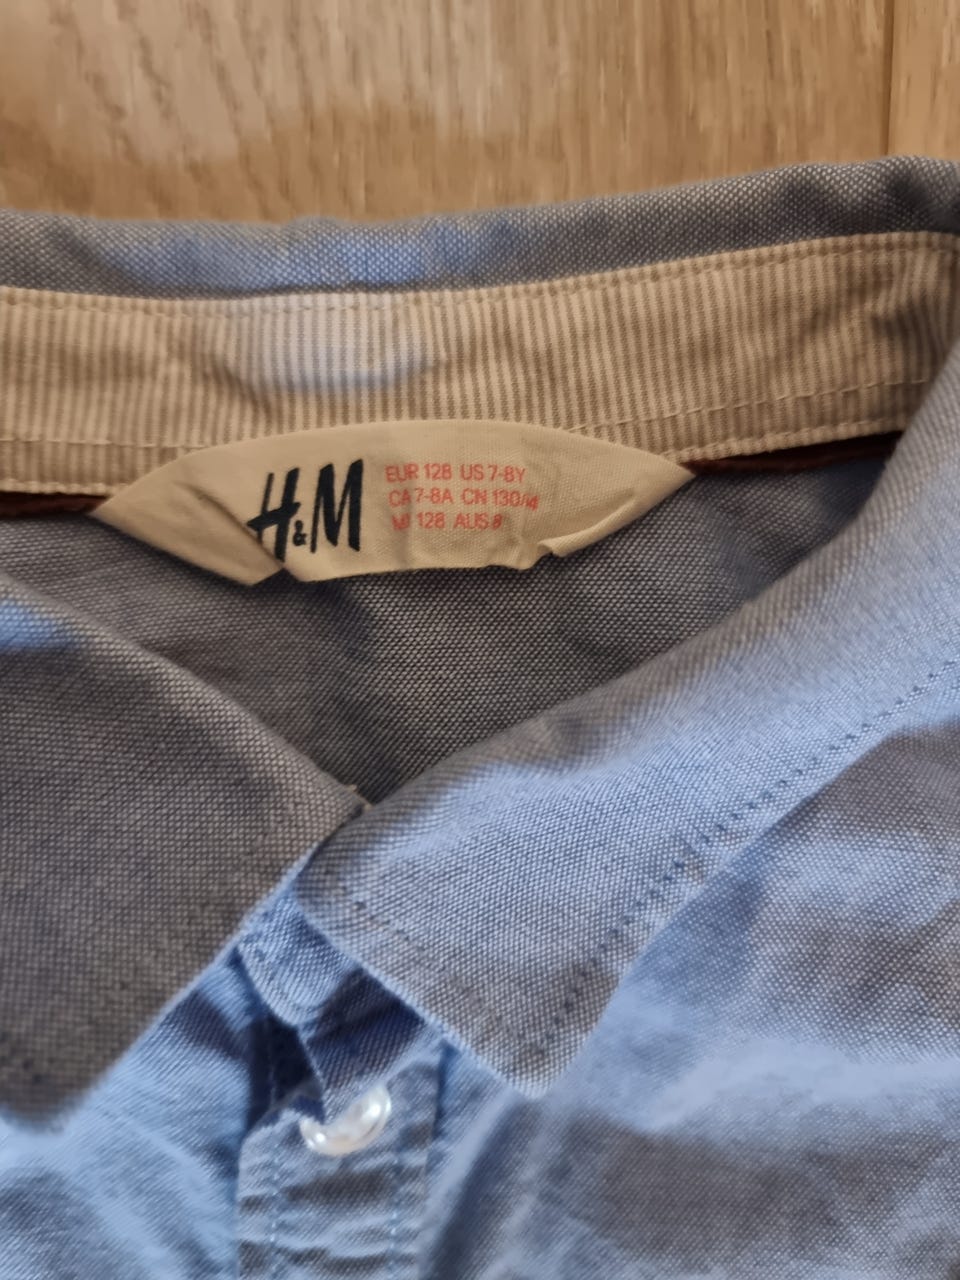 H&M
EUR 128 US 7-8Y
CA 7-8A CN 130/
128 AUS 8